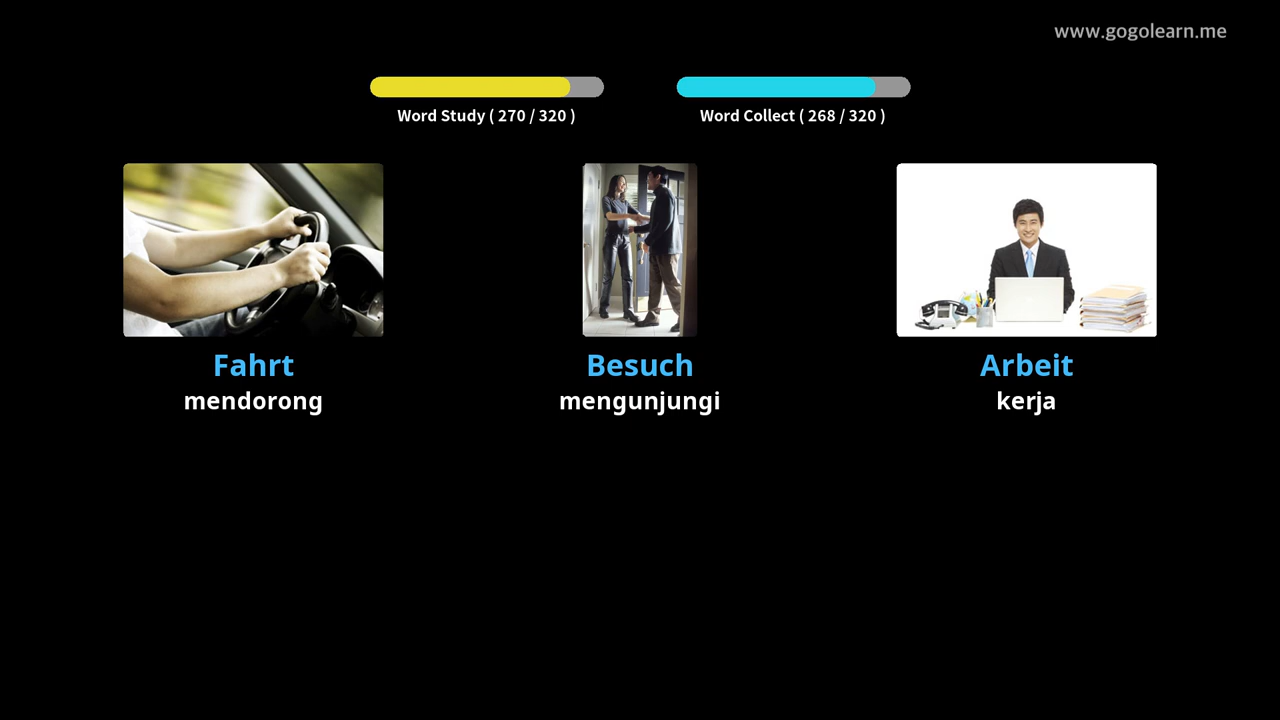 www.gogolearn.me
Word Study ( 270 / 320 )
Word Collect ( 268 / 320 )
Fahrt
mendorong
Besuch
mengunjungi
Arbeit
kerja